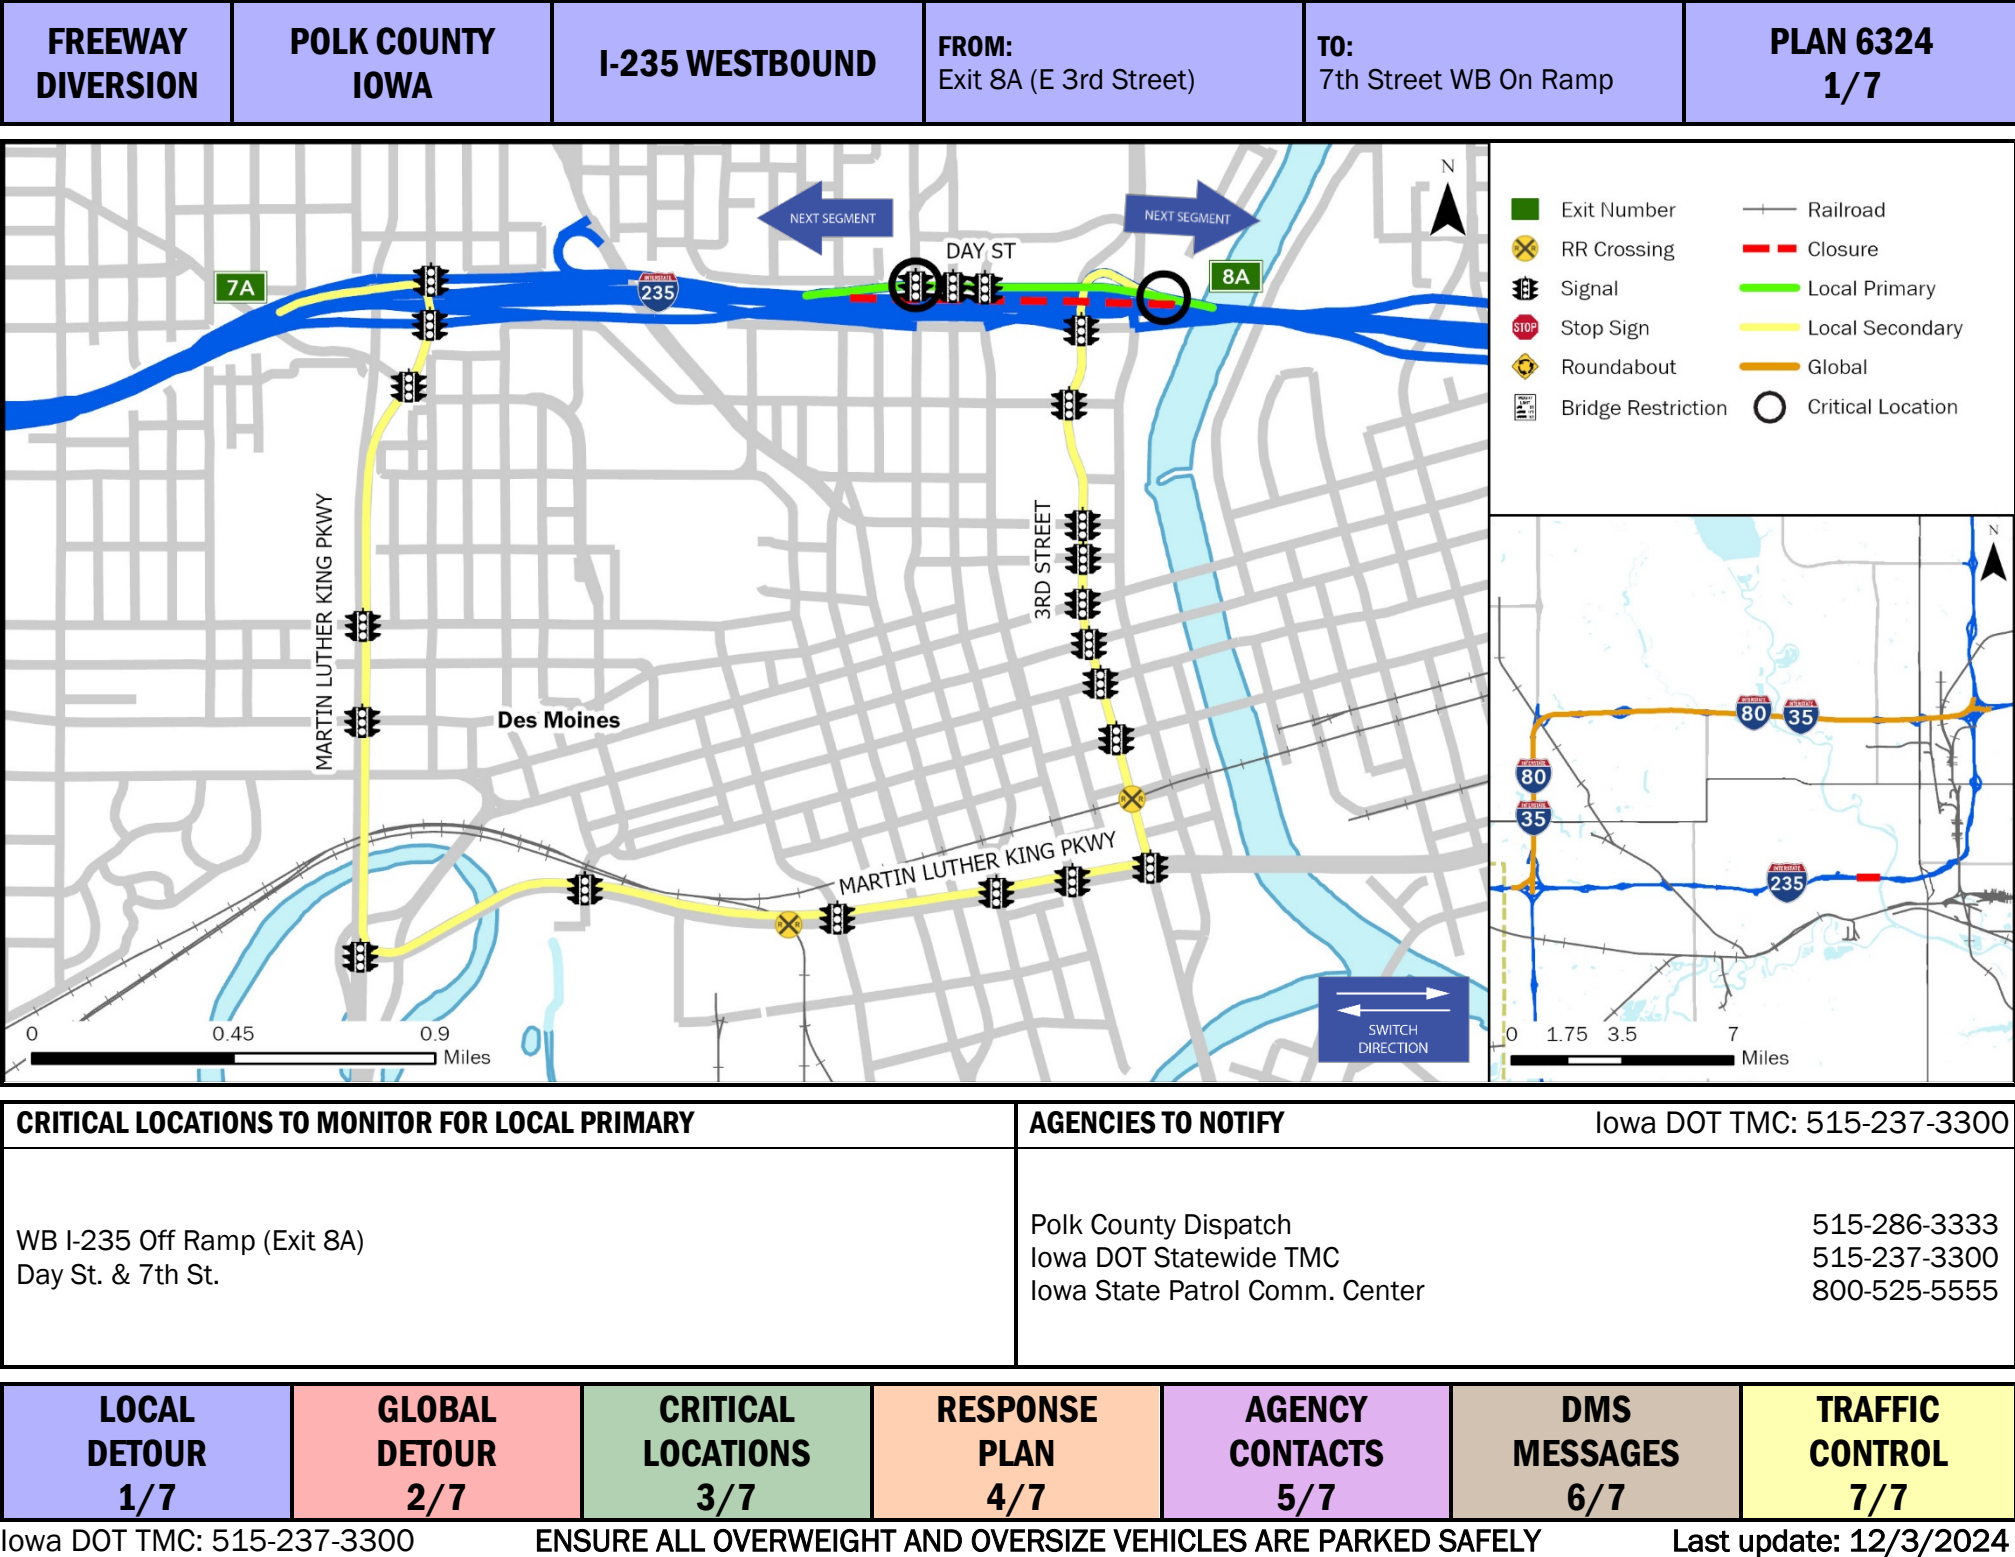 FREEWAY
DIVERSION
POLK COUNTY
IOWA
I-235 WESTBOUND
FROM:
Exit 8A (E 3rd Street)
TO:
7th Street WB On Ramp
PLAN 6324
1/7
NEXT SEGMENT
NEXT SEGMENT
N
DAY ST
7A
8A
INTERSTATE
235
MARTIN LUTHER KING PKWY
3RD STREET
Des Moines
MARTIN LUTHER KING PKWY
0 0.45 0.9
Miles
SWITCH
DIRECTION
Exit Number
RR Crossing
Signal
STOP
Stop Sign
Roundabout
Bridge Restriction
Railroad
Closure
Local Primary
Local Secondary
Global
Critical Location
N
80
35
80
35
235
0 1.75 3.5 7
Miles
CRITICAL LOCATIONS TO MONITOR FOR LOCAL PRIMARY
WB I-235 Off Ramp (Exit 8A)
Day St. & 7th St.
AGENCIES TO NOTIFY Iowa DOT TMC: 515-237-3300
Polk County Dispatch 515-286-3333
Iowa DOT Statewide TMC 515-237-3300
Iowa State Patrol Comm. Center 800-525-5555
LOCAL
DETOUR
1/7
GLOBAL
DETOUR
2/7
CRITICAL
LOCATIONS
3/7
RESPONSE
PLAN
4/7
AGENCY
CONTACTS
5/7
DMS
MESSAGES
6/7
TRAFFIC
CONTROL
7/7
Iowa DOT TMC: 515-237-3300 ENSURE ALL OVERWEIGHT AND OVERSIZE VEHICLES ARE PARKED SAFELY Last update: 12/3/2024